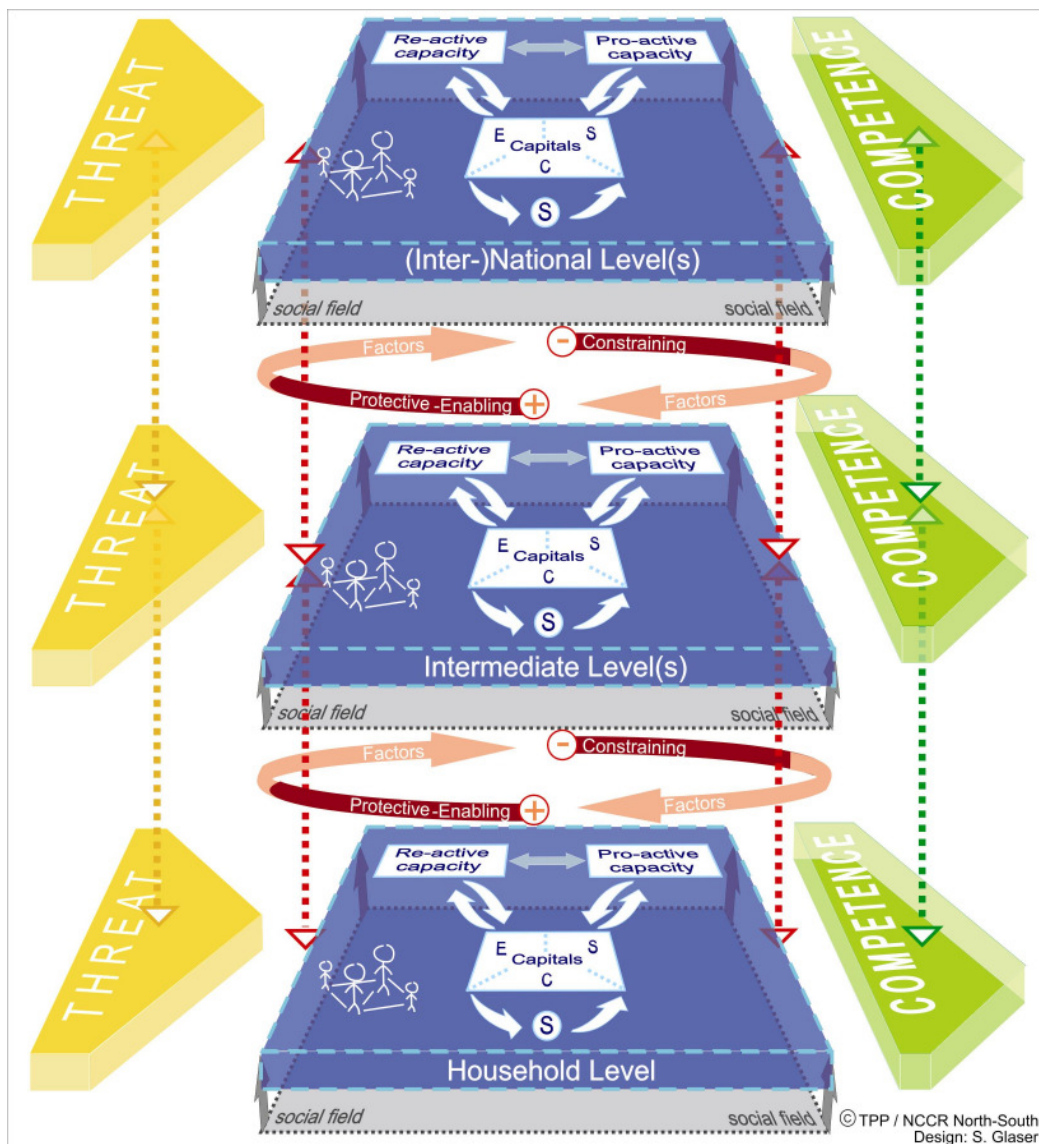 THREAT
Re-active
capacity
Pro-active
capacity
E
S
Capitals
C
S
(Inter-)National Level(s)
social field
social field
COMPETENCE
Factors
- Constraining
Protective-Enabling +
Factors
THREAT
Re-active
capacity
Pro-active
capacity
E
S
Capitals
C
S
Intermediate Level(s)
social field
social field
COMPETENCE
Factors
- Constraining
Protective-Enabling +
Factors
THREAT
Re-active
capacity
Pro-active
capacity
E
S
Capitals
C
S
Household Level
social field
social field
COMPETENCE
© TPP / NCCR North-South
Design: S. Glaser